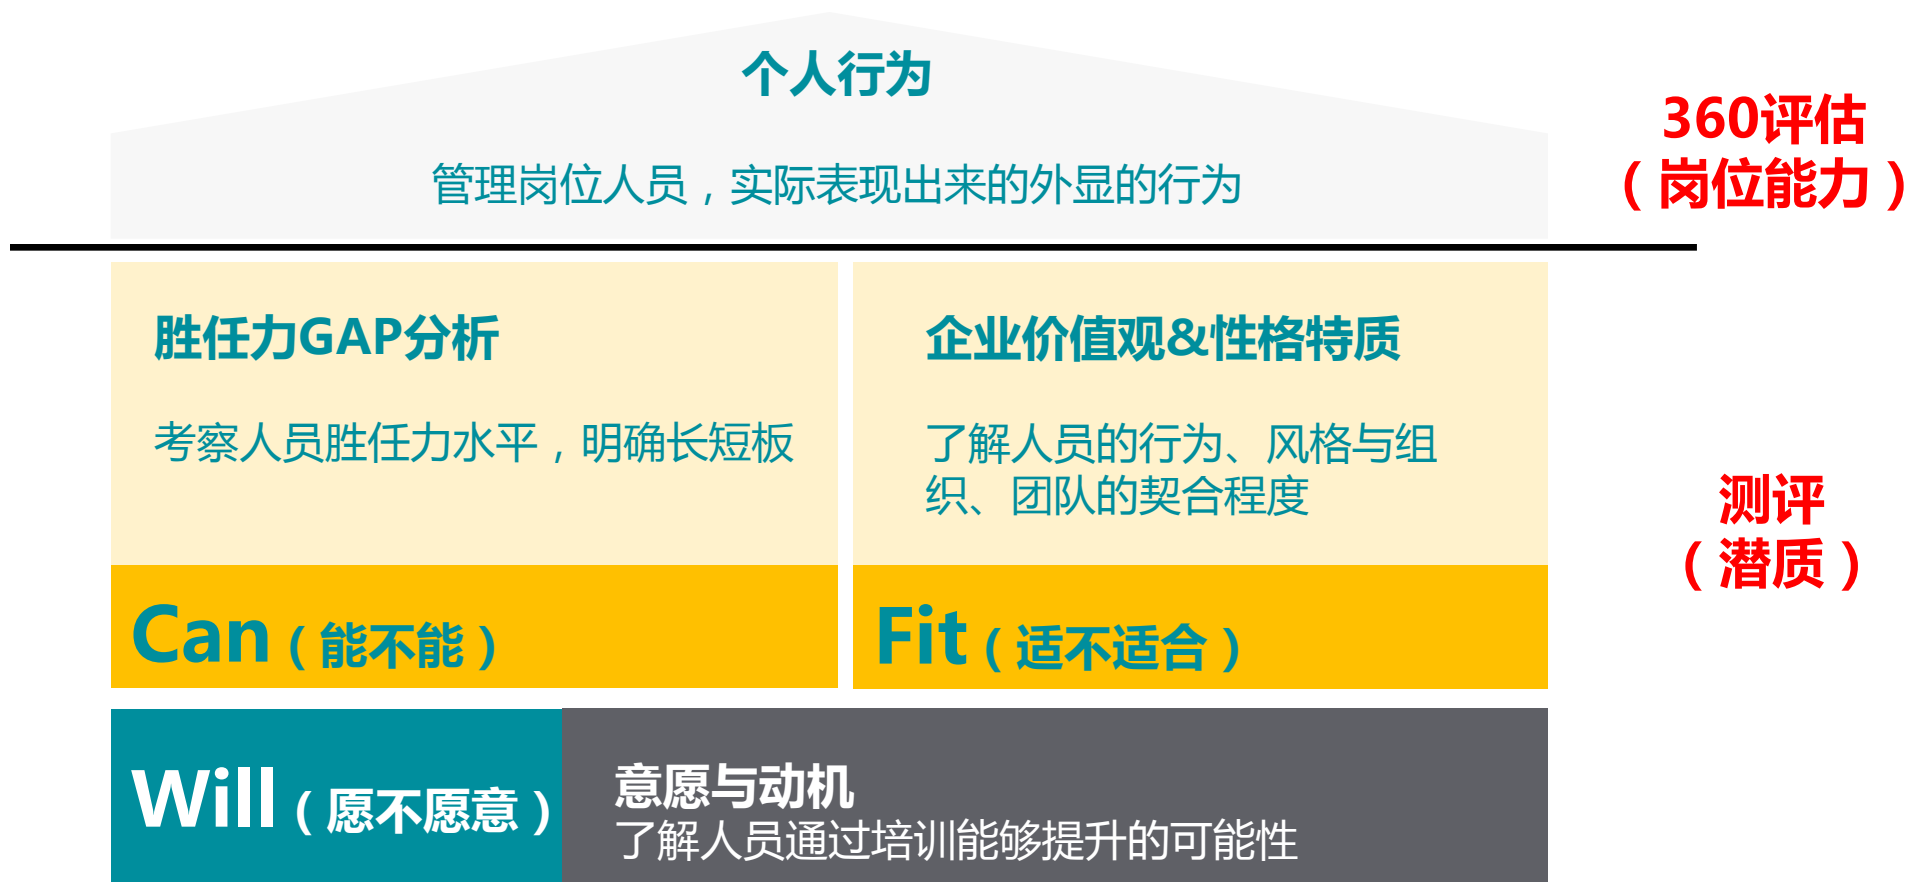 个人行为
管理岗位人员，实际表现出来的外显的行为
360评估
（岗位能力）
胜任力GAP分析
考察人员胜任力水平，明确长短板
Can（能不能）
企业价值观&性格特质
了解人员的行为、风格与组
织、团队的契合程度
Fit（适不适合）
测评
（潜质）
Will（愿不愿意）
意愿与动机
了解人员通过培训能够提升的可能性